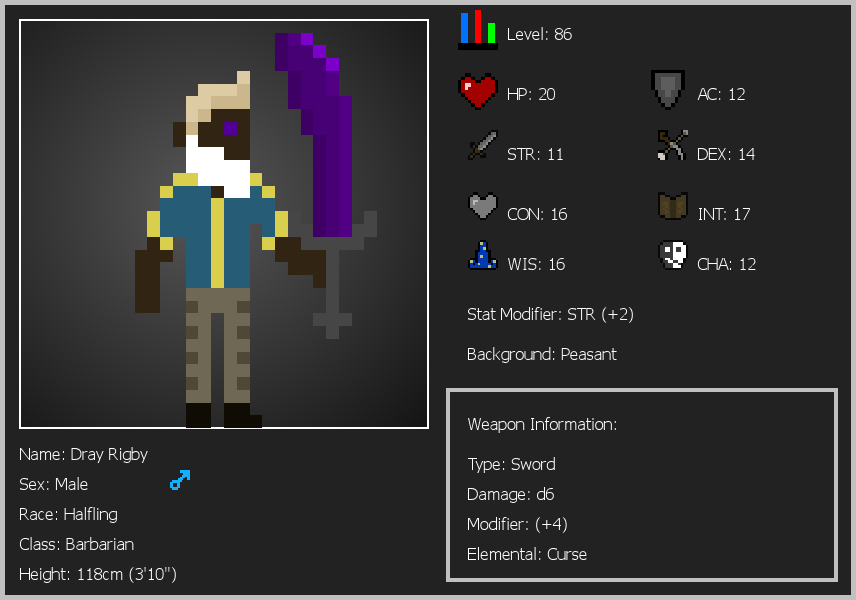 Level: 86
HP: 20
AC: 12
STR: 11
DEX: 14
CON: 16
INT: 17
WIS: 16
CHA: 12
Stat Modifier: STR (+2)
Background: Peasant
Weapon Information:
Type: Sword
Damage: d6
Modifier: (+4)
Elemental: Curse
Name: Dray Rigby
Sex: Male
Race: Halfling
Class: Barbarian
Height: 118cm (3'10")